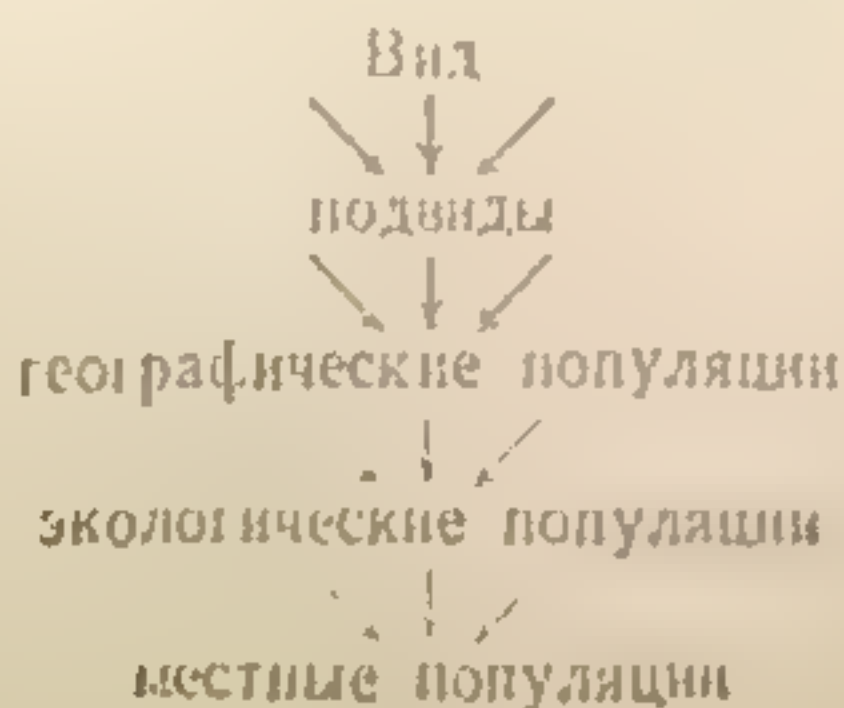 Вид
подвиды
географические популяции
экологические популяции
местные популяции